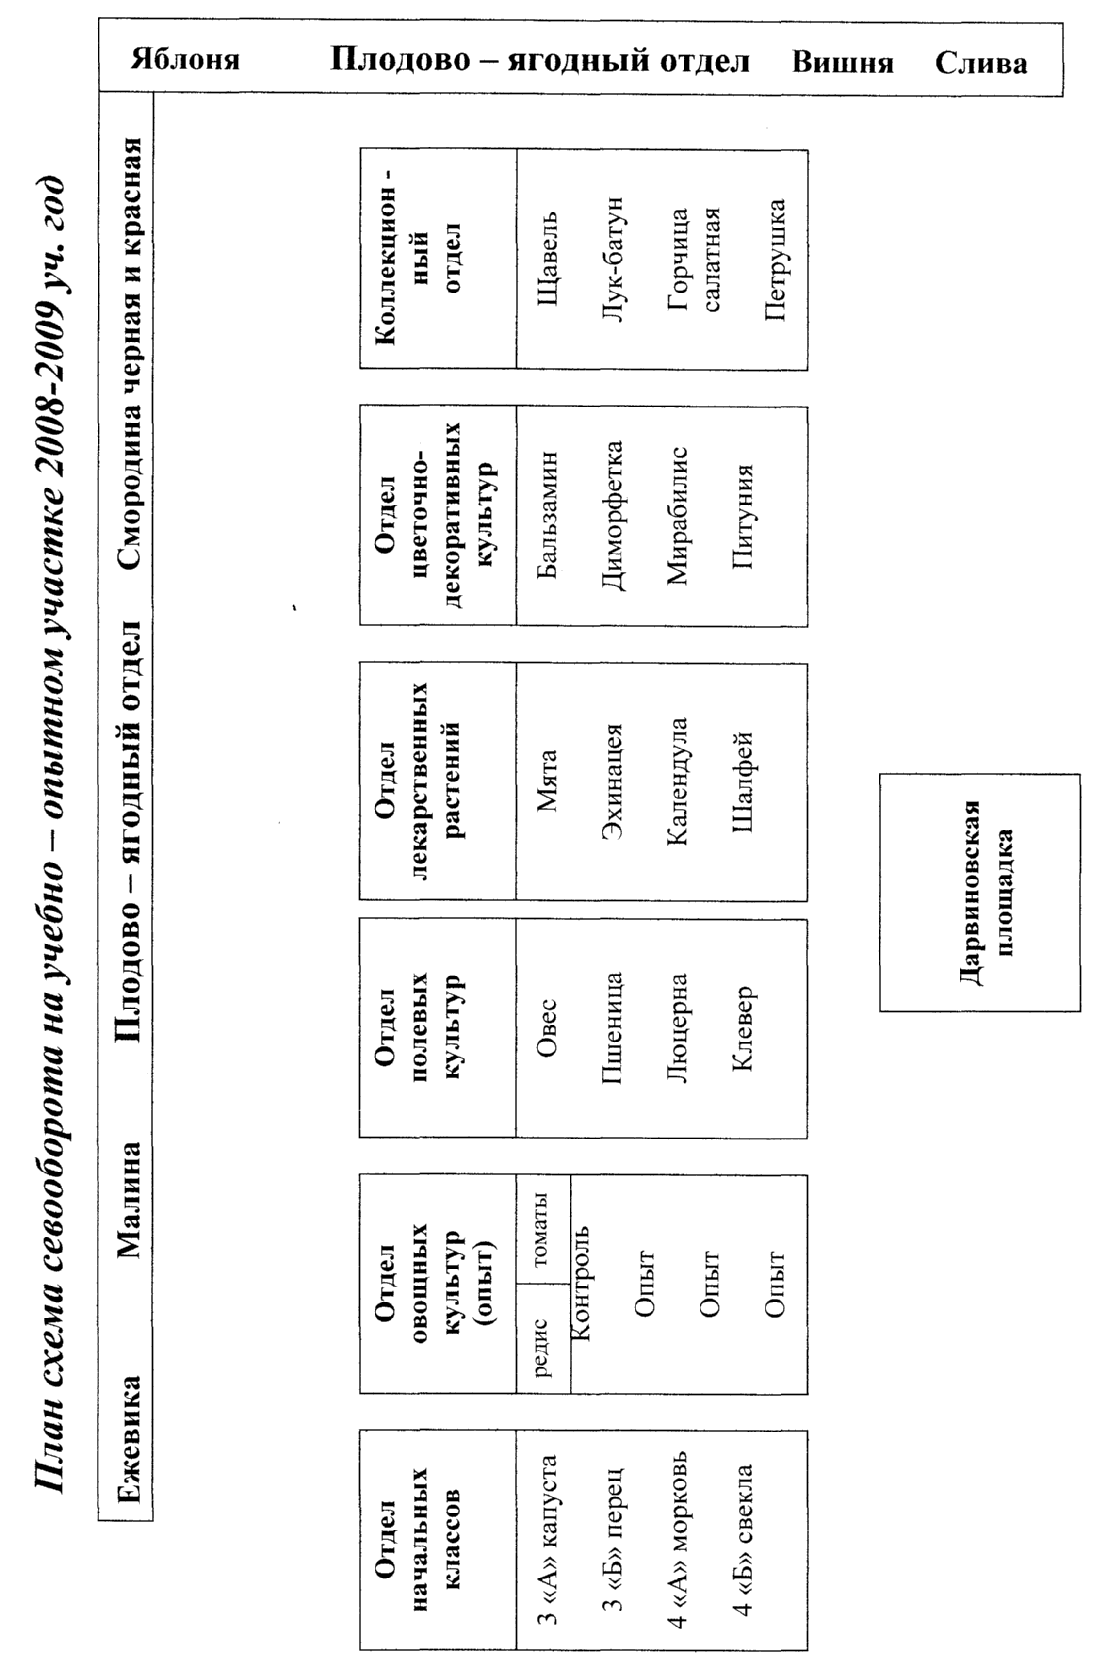 План схема севооборота на учебно – опытном участке 2008-2009 уч. год
Ежевика Малина Плодово – ягодный отдел Смородина черная и красная
Яблоня Плодово – ягодный отдел Вишня Слива
Отдел
начальных
классов
3 «А» капуста
3 «Б» перец
4 «А» морковь
4 «Б» свекла
Отдел
овощных
культур
(опыт)
редис томаты
Контроль
Опыт
Опыт
Опыт
Отдел
полевых
культур
Овес
Пшеница
Люцерна
Клевер
Отдел
лекарственных
растений
Мята
Эхинацея
Календула
Шалфей
Отдел
цветочно-
декоративных
культур
Бальзамин
Диморфетка
Мирабилис
Питуния
Коллекцион -
ный
отдел
Щавель
Лук-батун
Горчица
салатная
Петрушка
Дарвиновская
площадка